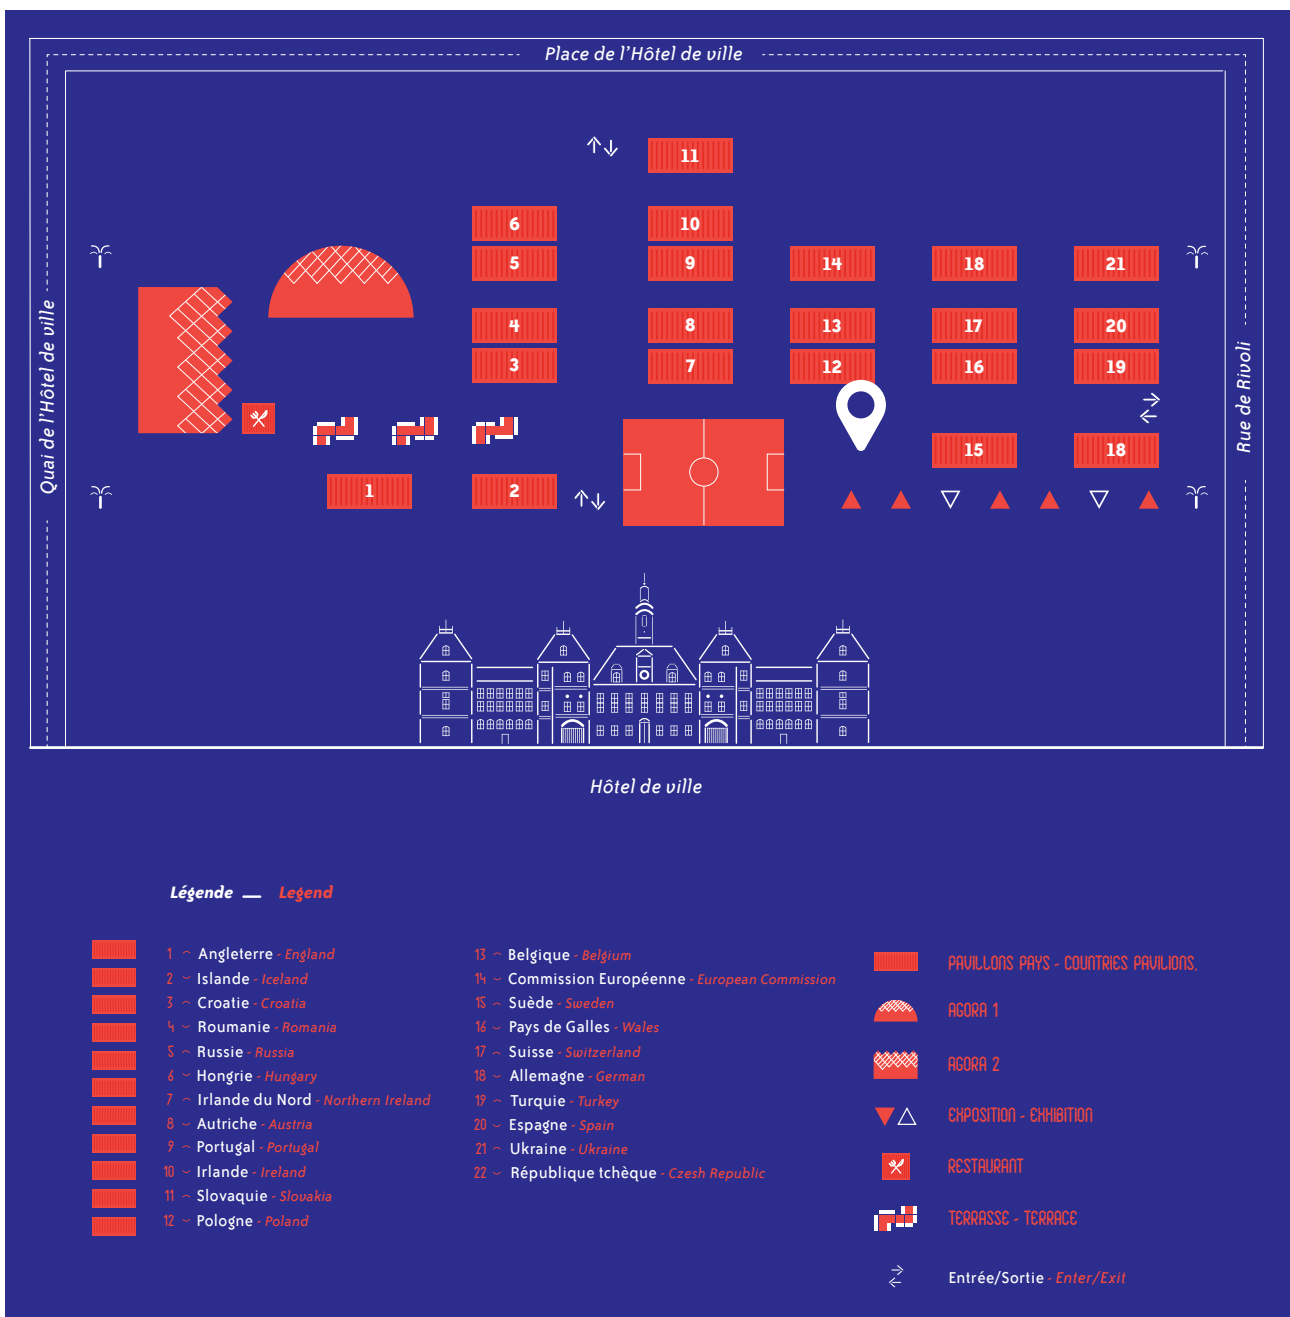 Place de l'Hôtel de ville
Quai de l'Hôtel de ville
Rue de Rivoli
11
6
10
5
9
14
18
21
4
8
13
17
20
3
7
12
16
19
15
18
1
2
Hôtel de ville
Légende — Legend
1 Angleterre - England
2 Islande - Iceland
3 Croatie - Croatia
4 Roumanie - Romania
5 Russie - Russia
6 Hongrie - Hungary
7 Irlande du Nord - Northern Ireland
8 Autriche - Austria
9 Portugal - Portugal
10 Irlande - Ireland
11 Slovaquie - Slovakia
12 Pologne - Poland
13 Belgique - Belgium
14 Commission Européenne - European Commission
15 Suède - Sweden
16 Pays de Galles - Wales
17 Suisse - Switzerland
18 Allemagne - German
19 Turquie - Turkey
20 Espagne - Spain
21 Ukraine - Ukraine
22 République tchèque - Czesh Republic
PAVILLONS PAYS - COUNTRIES PAVILIONS.
AGORA 1
AGORA 2
EXPOSITION - EXHIBITION
RESTAURANT
TERRASSE - TERRACE
Entrée/Sortie - Enter/Exit